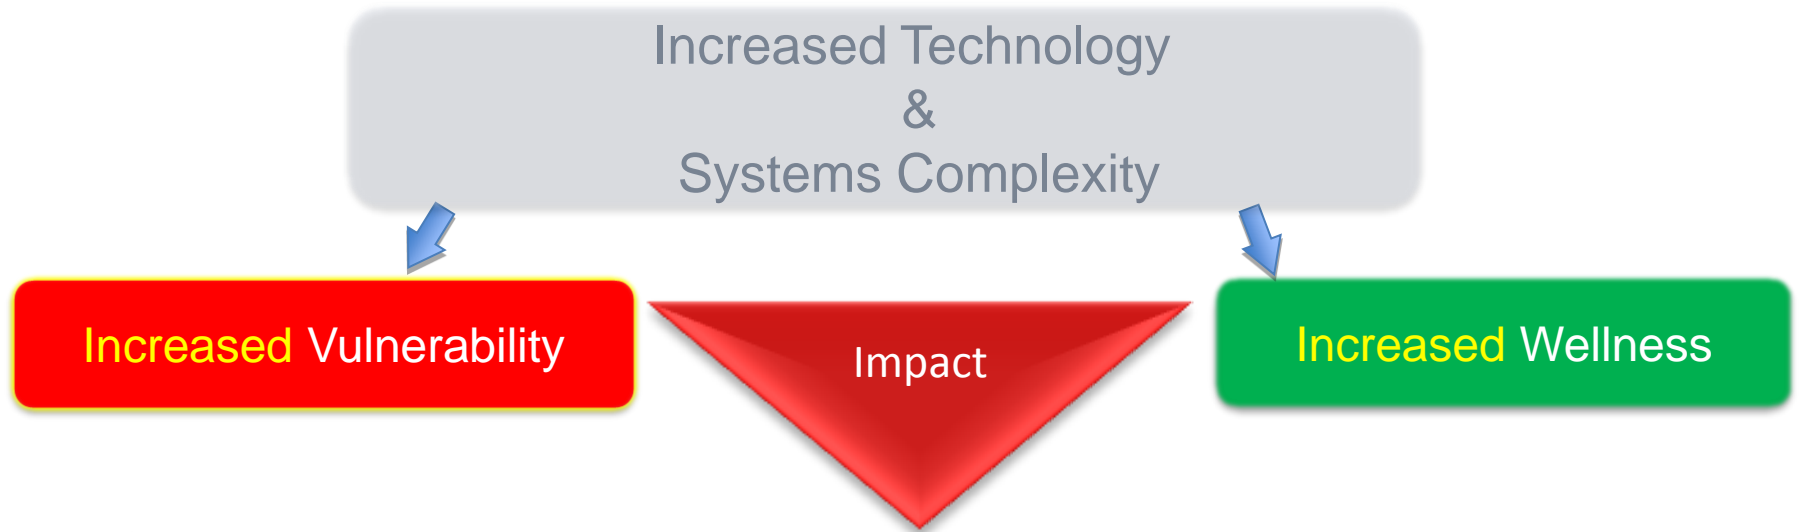 Increased Technology
&
Systems Complexity
Increased Vulnerability
Impact
Increased Wellness